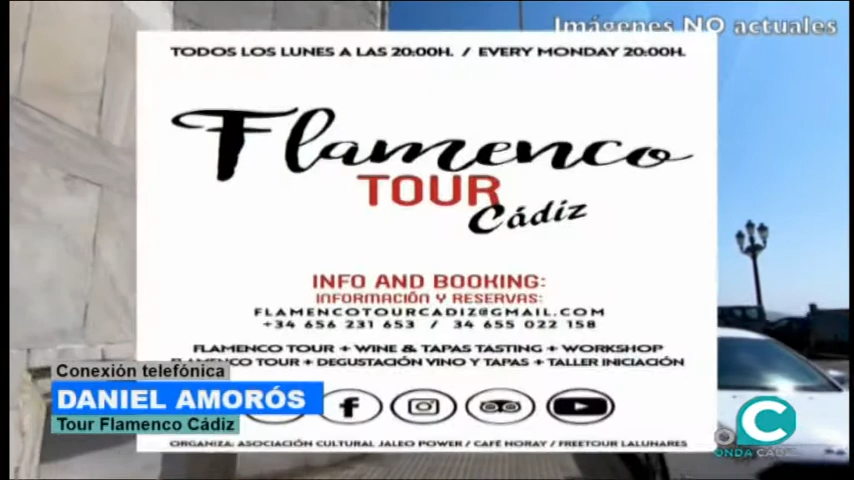 Imágenes NO actuales
TODOS LOS LUNES A LAS 20:00H. / EVERY MONDAY 20:00H.
Flamenco
TOUR
Cádiz
INFO AND BOOKING:
INFORMACIÓN Y RESERVAS:
FLAMENCOTOURCADIZ@GMAIL.COM
+34 656 231 653 / 34 655 022 158
FLAMENCO TOUR + WINE & TAPAS TASTING + WORKSHOP
FLAMENCO TOUR + DEGUSTACIÓN VINO Y TAPAS + TALLER INICIACIÓN
Conexión telefónica
DANIEL AMORÓS
Tour Flamenco Cádiz
ORGANIZA: ASOCIACIÓN CULTURAL JALEO POWER / CAFÉ NORAY / FREETOUR LALUNARES
ONDA CÁDIZ